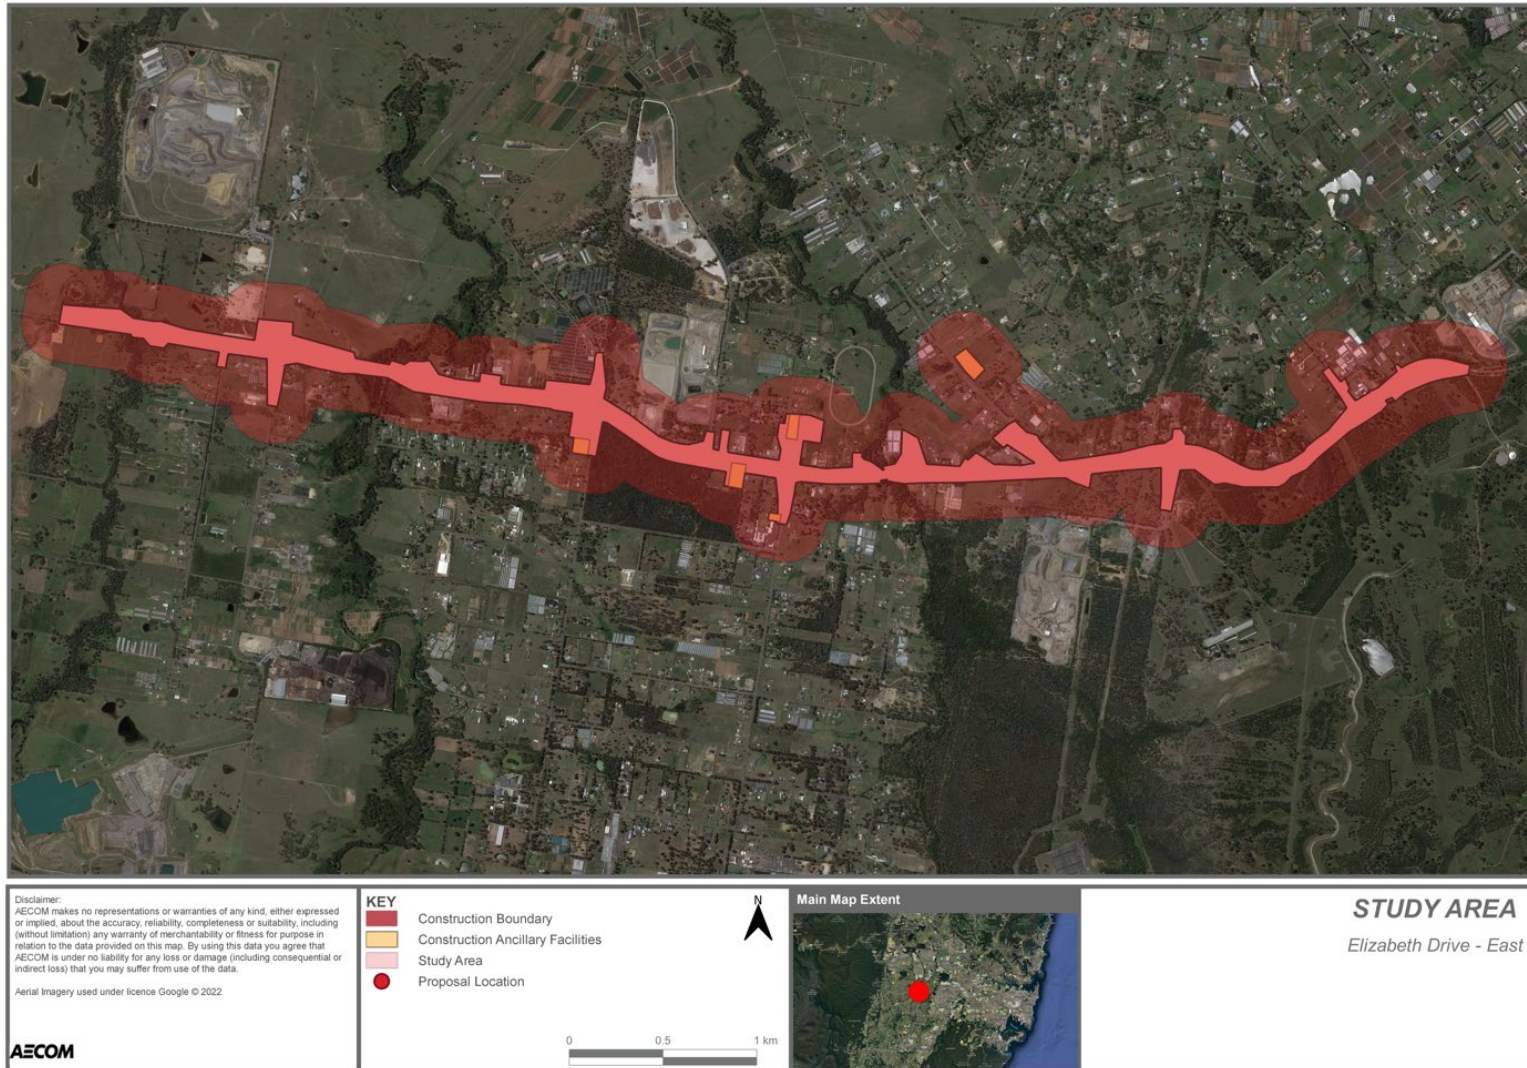 Disclaimer:
AECOM makes no representations or warranties of any kind, either expressed
or implied, about the accuracy, reliability, completeness or suitability, including
(without limitation) any warranty of merchantability or fitness for purpose in
relation to the data provided on this map. By using this data you agree that
AECOM is under no liability for any loss or damage (including consequential or
indirect loss) that you may suffer from use of the data.
Aerial Imagery used under licence Google © 2022
AECOM
KEY
Construction Boundary
Construction Ancillary Facilities
Study Area
Proposal Location
N
0 0.5 1 km
Main Map Extent
STUDY AREA
Elizabeth Drive - East